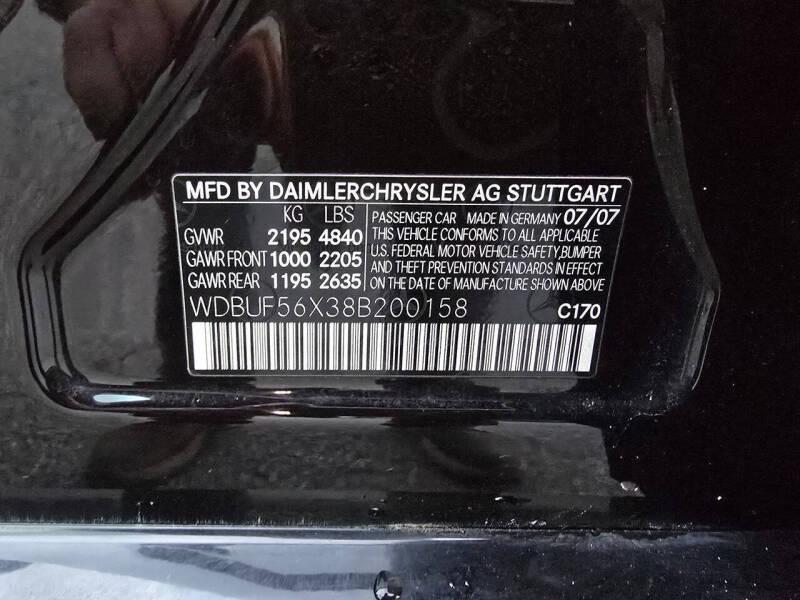 MFD BY DAIMLERCHRYSLER AG STUTTGART
KG LBS
GVWR 2195 4840
GAWR FRONT 1000 2205
GAWR REAR 1195 2635
PASSENGER CAR MADE IN GERMANY 07/07
THIS VEHICLE CONFORMS TO ALL APPLICABLE
U.S. FEDERAL MOTOR VEHICLE SAFETY,BUMPER
AND THEFT PREVENTION STANDARDS IN EFFECT
ON THE DATE OF MANUFACTURE SHOWN ABOVE
WDBUF56X38B200158
C170